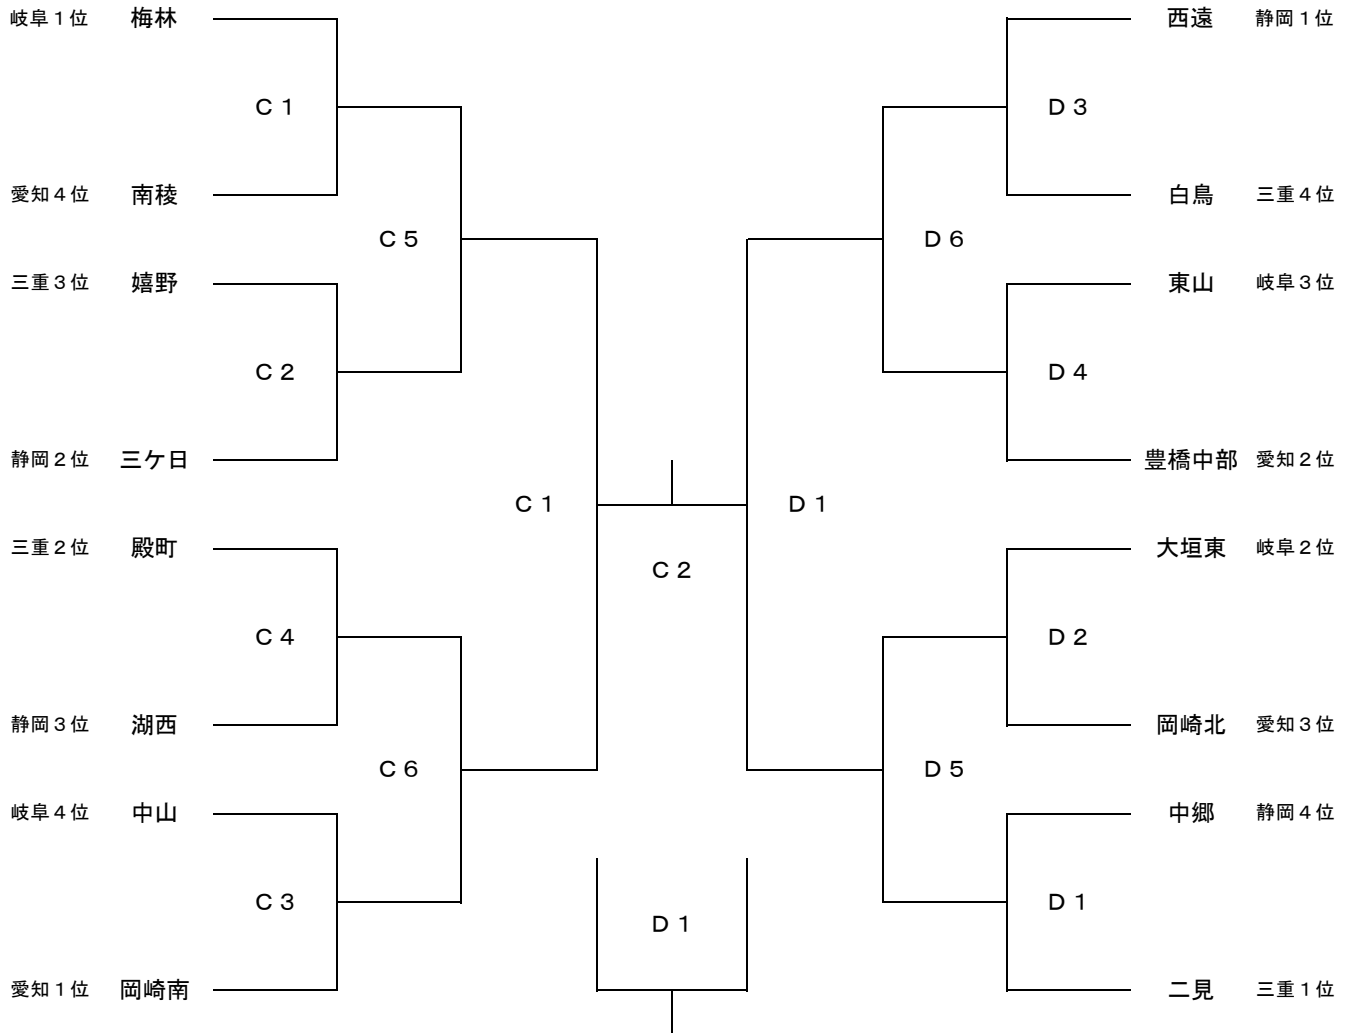 岐阜１位 梅林
西遠 静岡１位
Ｃ１
Ｄ３
愛知４位 南稜
白鳥 三重４位
Ｃ５
Ｄ６
三重３位 嬉野
東山 岐阜３位
Ｃ２
Ｄ４
静岡２位 三ケ日
豊橋中部 愛知２位
Ｃ１
Ｄ１
三重２位 殿町
大垣東 岐阜２位
Ｃ２
Ｃ４
Ｄ２
静岡３位 湖西
岡崎北 愛知３位
Ｃ６
Ｄ５
岐阜４位 中山
中郷 静岡４位
Ｃ３
Ｄ１
Ｄ１
愛知１位 岡崎南
二見 三重１位